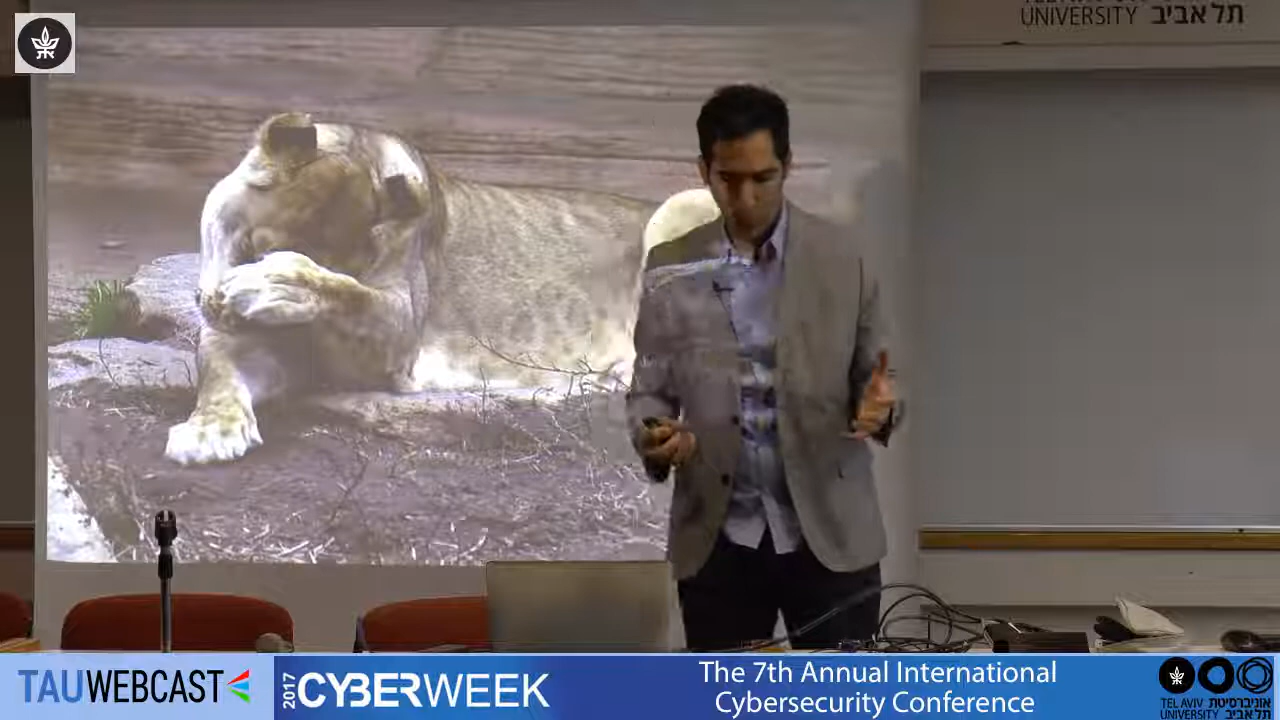 UNIVERSITY תל אביב
TAUWEBCAST
2017 CYBERWEEK
The 7th Annual International
Cybersecurity Conference
TEL AVIV אוניברסיטת
UNIVERSITY תל אביב